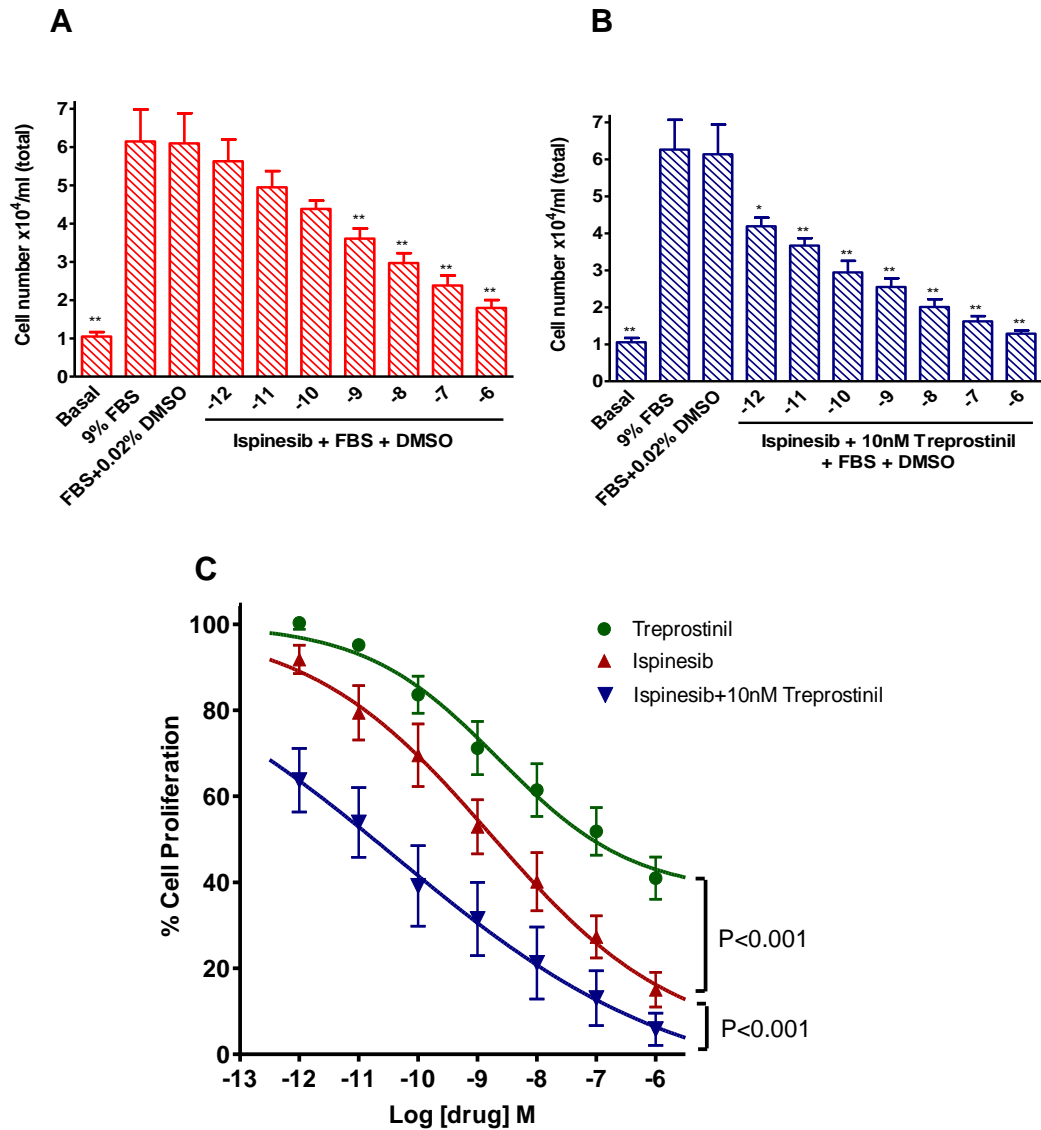 A
Cell number x10⁴/ml (total)
7
6
5
4
3
2
1
0
**
**
**
**
**
Basal
9% FBS
FBS+0.02% DMSO
-12
-11
-10
-9
-8
-7
-6
Ispinesib + FBS + DMSO
B
Cell number x10⁴/ml (total)
7
6
5
4
3
2
1
0
**
*
**
**
**
**
**
**
Basal
9% FBS
FBS+0.02% DMSO
-12
-11
-10
-9
-8
-7
-6
Ispinesib + 10nM Treprostinil
+ FBS + DMSO
C
% Cell Proliferation
100
80
60
40
20
0
-13
-12
-11
-10
-9
-8
-7
-6
Log [drug] M
Treprostinil
Ispinesib
Ispinesib+10nM Treprostinil
P<0.001
P<0.001